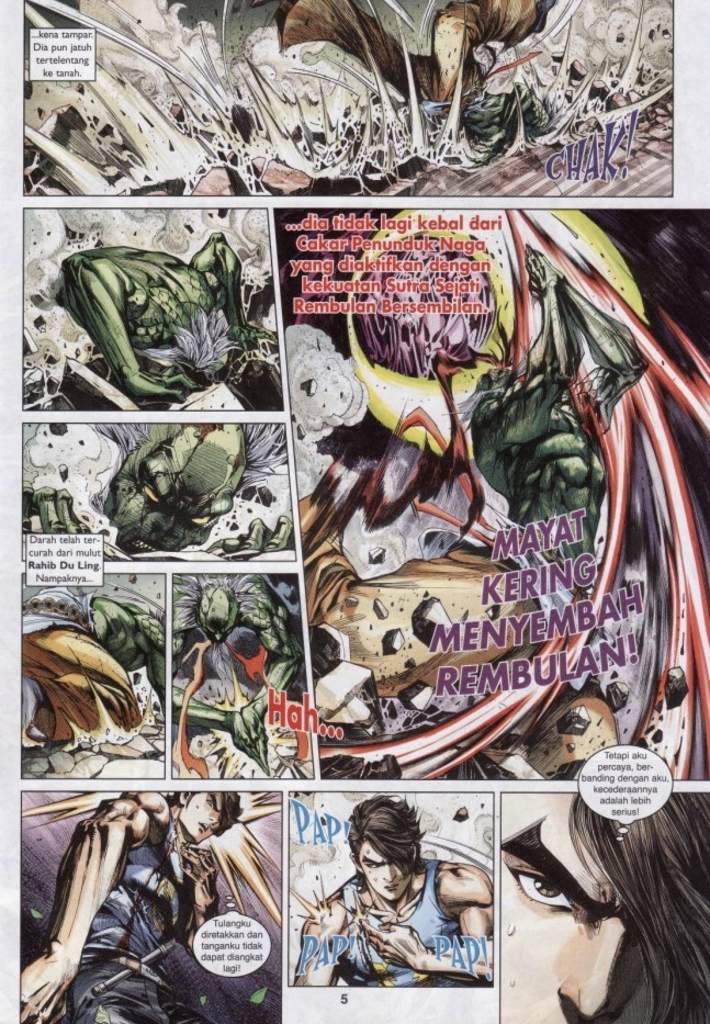 ...kena tampar.
Dia pun jatuh
tertelentang
ke tanah.
CHAK!
...dia tidak lagi kebal dari
Cakar Penunduk Naga
yang diaktifkan dengan
kekuatan Sutra Sejati
Rembulan Bersembilan.
Darah telah ter-
curah dari mulut
Rahib Du Ling.
Nampaknya...
MAYAT
KERING
MENYEMBAH
REMBULAN!
Hah...
Tetapi aku
percaya, ber-
banding dengan aku,
kecederaannya
adalah lebih
serius!
PAP!
Tulangku
diretakkan dan
tanganku tidak
dapat diangkat
lagi!
PAP!
PAP!
5